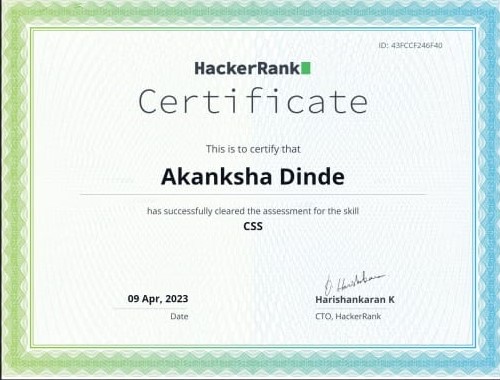 ID: 43FCCF246F40
HackerRank
Certificate
This is to certify that
Akanksha Dinde
has successfully cleared the assessment for the skill
CSS
09 Apr, 2023
Date
Harishankaran K
CTO, HackerRank